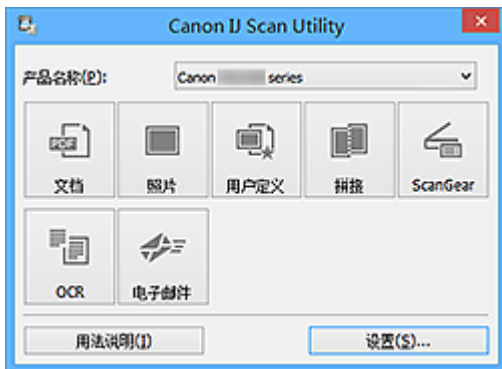 Canon IJ Scan Utility
产品名称(P): Canon series
文档 照片 用户定义 拼接 ScanGear
OCR 电子邮件
用法说明(I) 设置(S)...